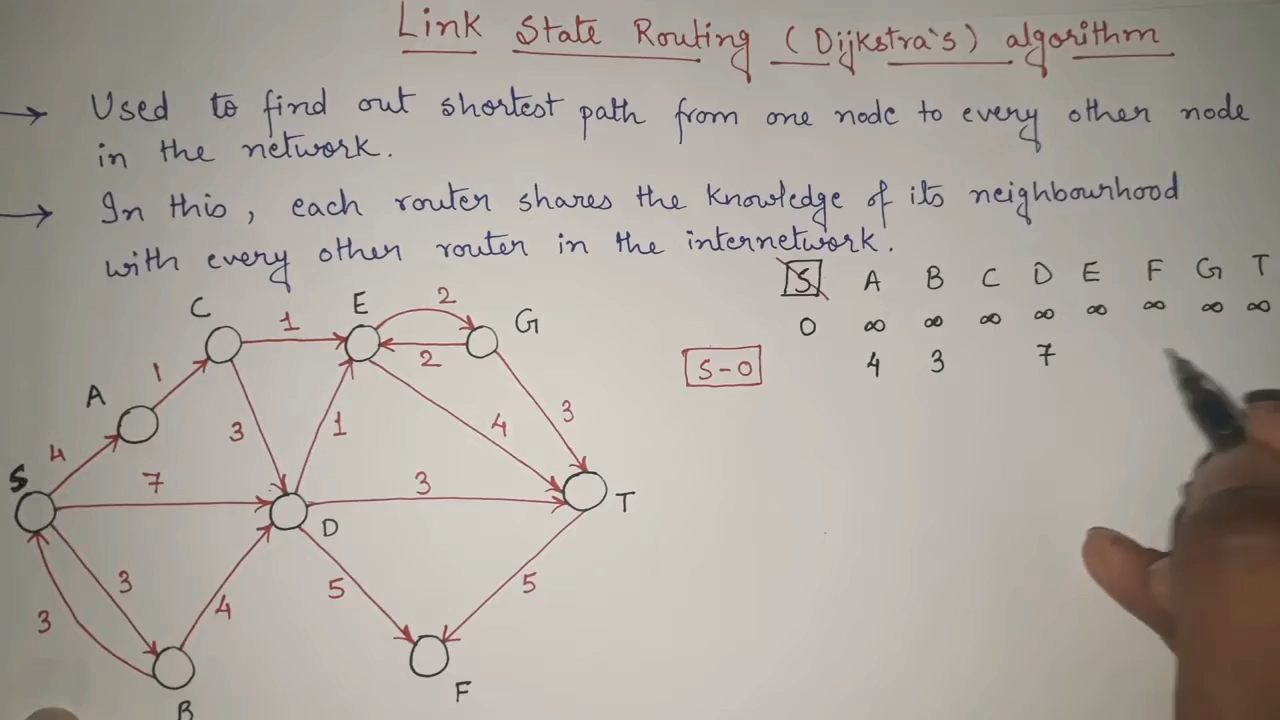 Link State Routing (Dijkstra's) algorithm
→ Used to find out shortest path from one node to every other node
in the network.
→ In this, each router shares the knowledge of its neighbourhood
with every other router in the internetwork.
S A B C D E F G T
0 ∞ ∞ ∞ ∞ ∞ ∞ ∞ ∞
S-0 4 3 7
C 1 E 2 G
2
A 1
3 1 4 3
S 4
7 3 T
D
3 4 5 5
3
B F